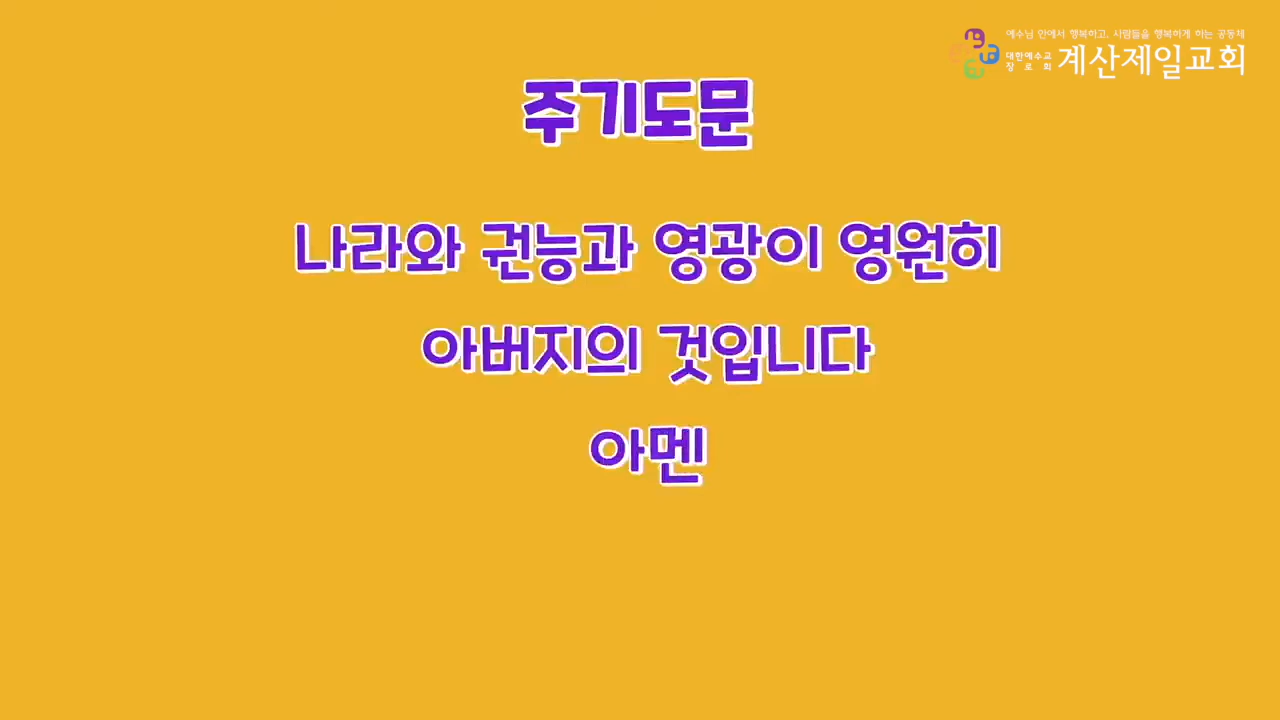 예수님 안에서 행복하고, 사람들을 행복하게 하는 공동체
대한예수교
장로회
계산제일교회
주기도문
나라와 권능과 영광이 영원히
아버지의 것입니다
아멘